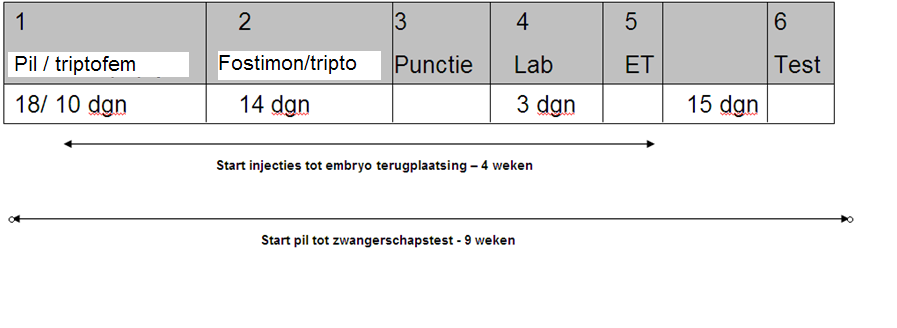 1 2 3 4 5 6
Pil / triptofem Fostimon/tripto Punctie Lab ET Test
18/ 10 dgn 14 dgn 3 dgn 15 dgn
Start injecties tot embryo terugplaatsing – 4 weken
Start pil tot zwangerschapstest - 9 weken